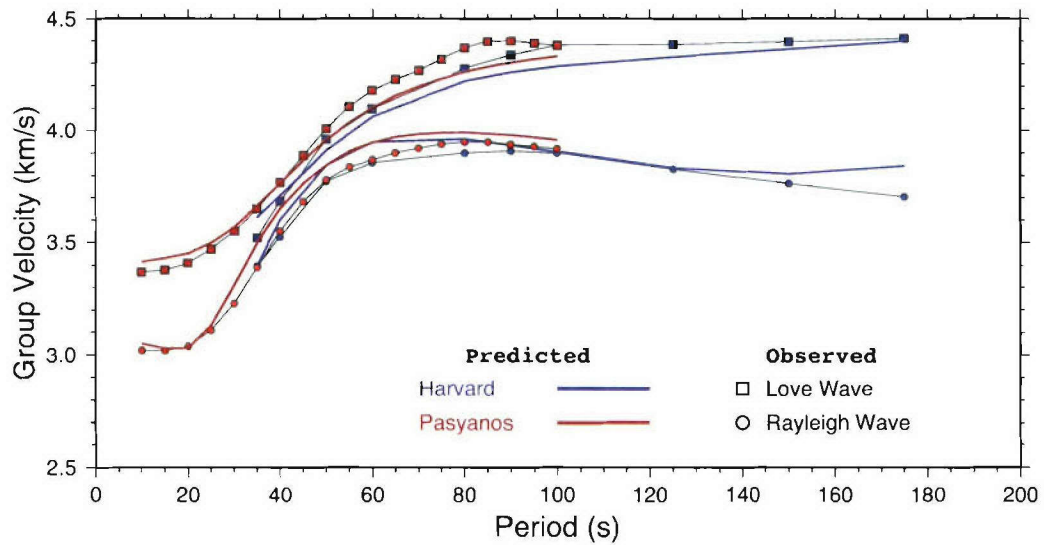 Group Velocity (km/s)
4.5
4.0
3.5
3.0
2.5
Predicted Observed
Harvard Love Wave
Pasyanos Rayleigh Wave
0 20 40 60 80 100 120 140 160 180 200
Period (s)